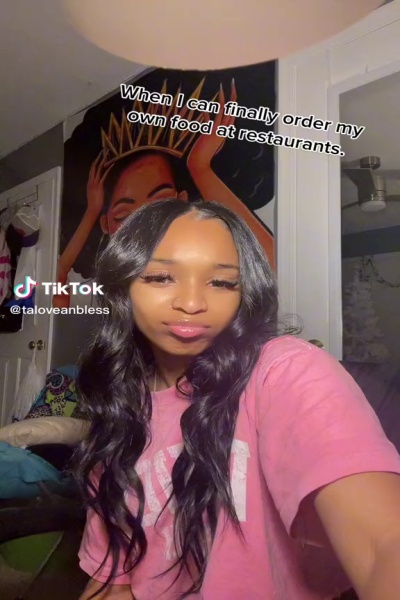 When I can finally order my
own food at restaurants.
TikTok
@taloveanbless